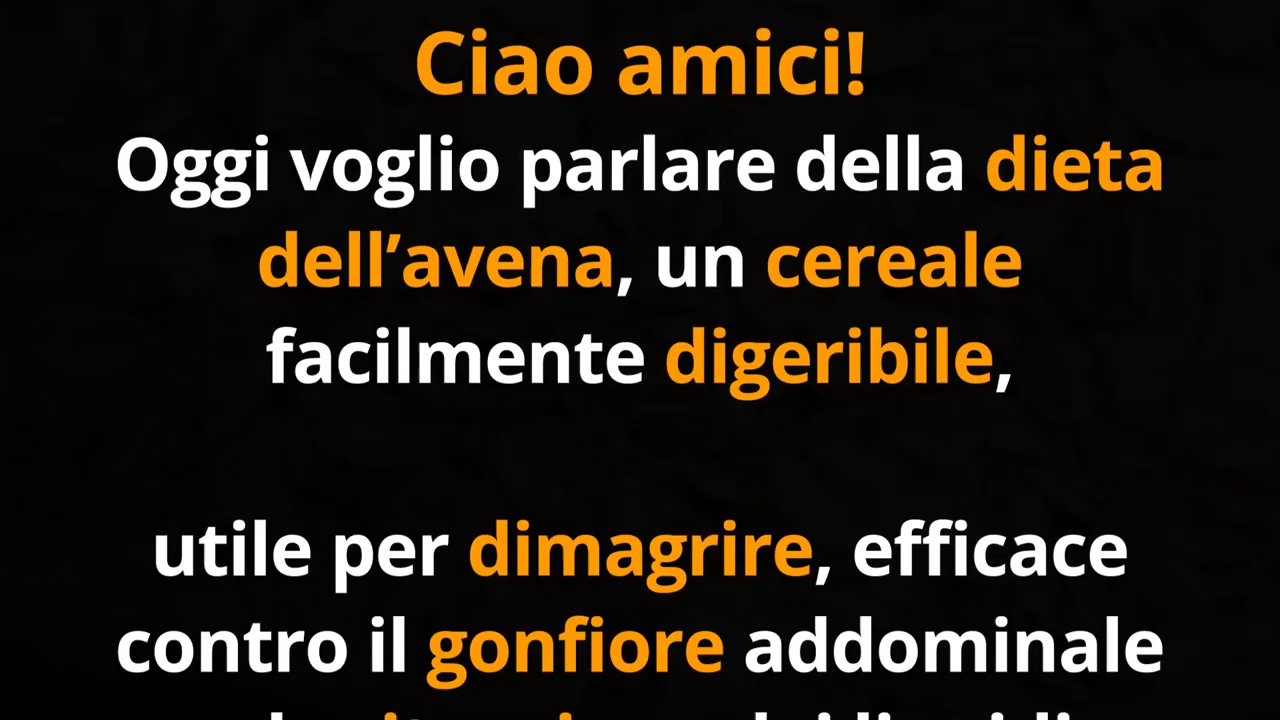 Ciao amici!
Oggi voglio parlare della dieta
dell’avena, un cereale
facilmente digeribile,
utile per dimagrire, efficace
contro il gonfiore addominale